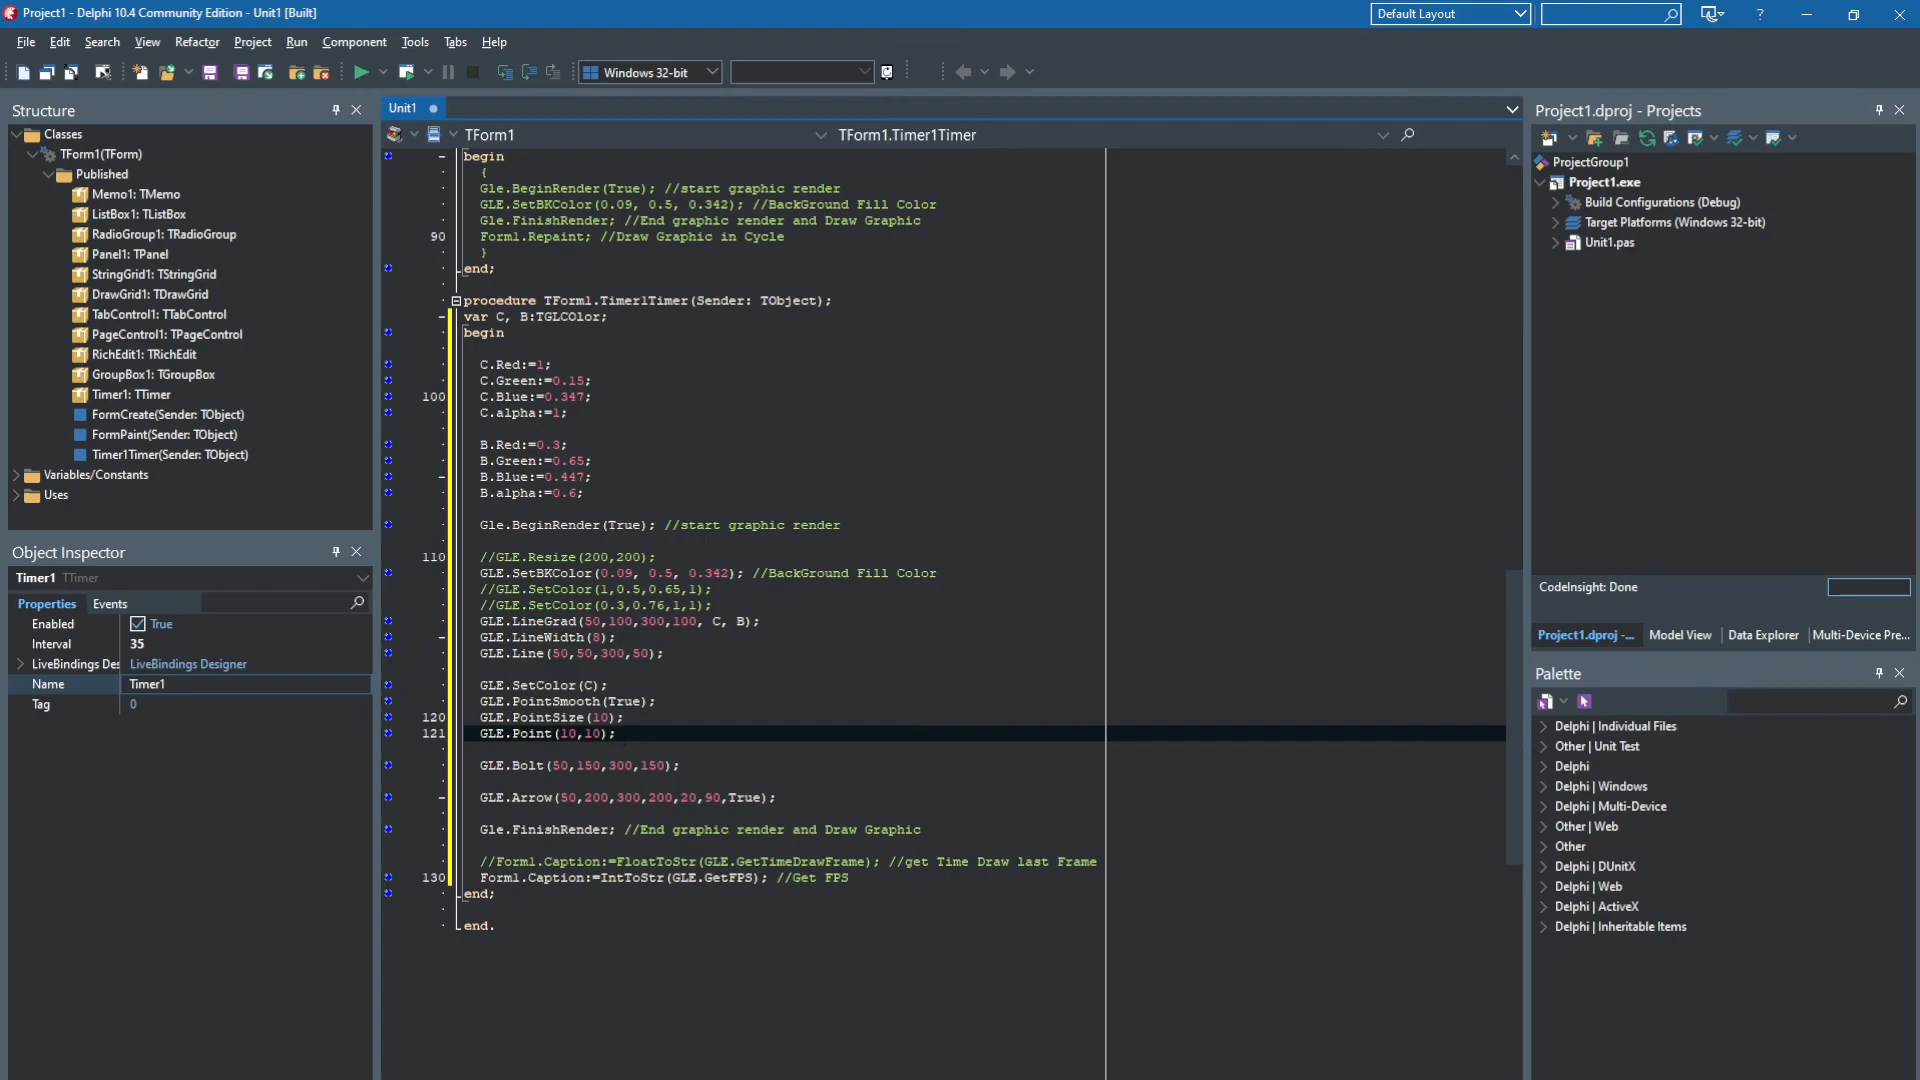 Project1 - Delphi 10.4 Community Edition - Unit1 [Built]
Default Layout
?
File Edit Search View Refactor Project Run Component Tools Tabs Help
Windows 32-bit
Structure
Classes
TForm1(TForm)
Published
Memo1: TMemo
ListBox1: TListBox
RadioGroup1: TRadioGroup
Panel1: TPanel
StringGrid1: TStringGrid
DrawGrid1: TDrawGrid
TabControl1: TTabControl
PageControl1: TPageControl
RichEdit1: TRichEdit
GroupBox1: TGroupBox
Timer1: TTimer
FormCreate(Sender: TObject)
FormPaint(Sender: TObject)
Timer1Timer(Sender: TObject)
Variables/Constants
Uses
Object Inspector
Timer1 TTimer
Properties Events
Enabled True
Interval 35
LiveBindings De LiveBindings Designer
Name Timer1
Tag 0
Unit1
TForm1 TForm1.Timer1Timer
begin
{
Gle.BeginRender(True); //start graphic render
GLE.SetBKColor(0.09, 0.5, 0.342); //BackGround Fill Color
Gle.FinishRender; //End graphic render and Draw Graphic
90 Form1.Repaint; //Draw Graphic in Cycle
}
end;
procedure TForm1.Timer1Timer(Sender: TObject);
var C, B:TGLCOlor;
begin
C.Red:=1;
C.Green:=0.15;
100 C.Blue:=0.347;
C.alpha:=1;
B.Red:=0.3;
B.Green:=0.65;
B.Blue:=0.447;
B.alpha:=0.6;
Gle.BeginRender(True); //start graphic render
110 //GLE.Resize(200,200);
GLE.SetBKColor(0.09, 0.5, 0.342); //BackGround Fill Color
//GLE.SetColor(1,0.5,0.65,1);
//GLE.SetColor(0.3,0.76,1,1);
GLE.LineGrad(50,100,300,100, C, B);
GLE.LineWidth(8);
GLE.Line(50,50,300,50);
GLE.SetColor(C);
GLE.PointSmooth(True);
120 GLE.PointSize(10);
121 GLE.Point(10,10);
GLE.Bolt(50,150,300,150);
GLE.Arrow(50,200,300,200,20,90,True);
Gle.FinishRender; //End graphic render and Draw Graphic
//Form1.Caption:=FloatToStr(GLE.GetTimeDrawFrame); //get Time Draw last Frame
130 Form1.Caption:=IntToStr(GLE.GetFPS); //Get FPS
end;
end.
Project1.dproj - Projects
ProjectGroup1
Project1.exe
Build Configurations (Debug)
Target Platforms (Windows 32-bit)
Unit1.pas
CodeInsight: Done
Project1.dproj -... Model View Data Explorer Multi-Device Pre...
Palette
Delphi | Individual Files
Other | Unit Test
Delphi
Delphi | Windows
Delphi | Multi-Device
Other | Web
Other
Delphi | DUnitX
Delphi | Web
Delphi | ActiveX
Delphi | Inheritable Items